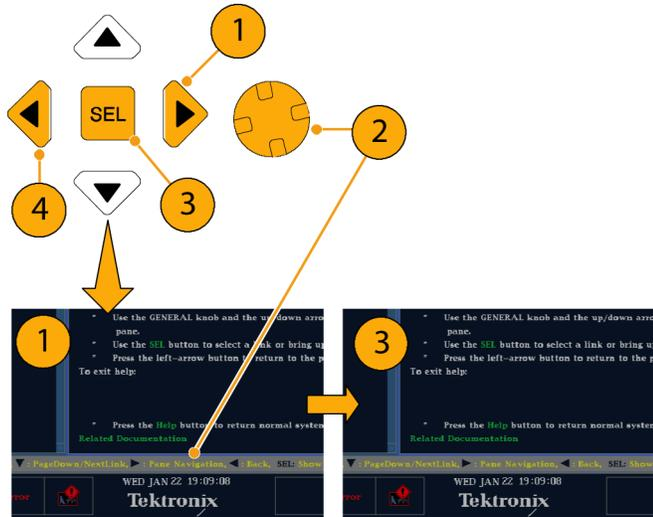 1
SEL
2
4
3
1
" Use the GENERAL knob and the up/down arro
pane.
" Use the SEL button to select a link or bring up
" Press the left-arrow button to return to the p
To exit help:
" Press the Help button to return normal system
Related Documentation
▼: PageDown/NextLink, ▶: Pane Navigation, ◀: Back, SEL: Show
rror
WED JAN 22 19:09:08
Tektronix
3
" Use the GENERAL knob and the up/down arro
pane.
" Use the SEL button to select a link or bring u
" Press the left-arrow button to return to the p
To exit help:
" Press the Help button to return normal system
Related Documentation
▼: PageDown/NextLink, ▶: Pane Navigation, ◀: Back, SEL: Show
rror
WED JAN 22 19:09:08
Tektronix